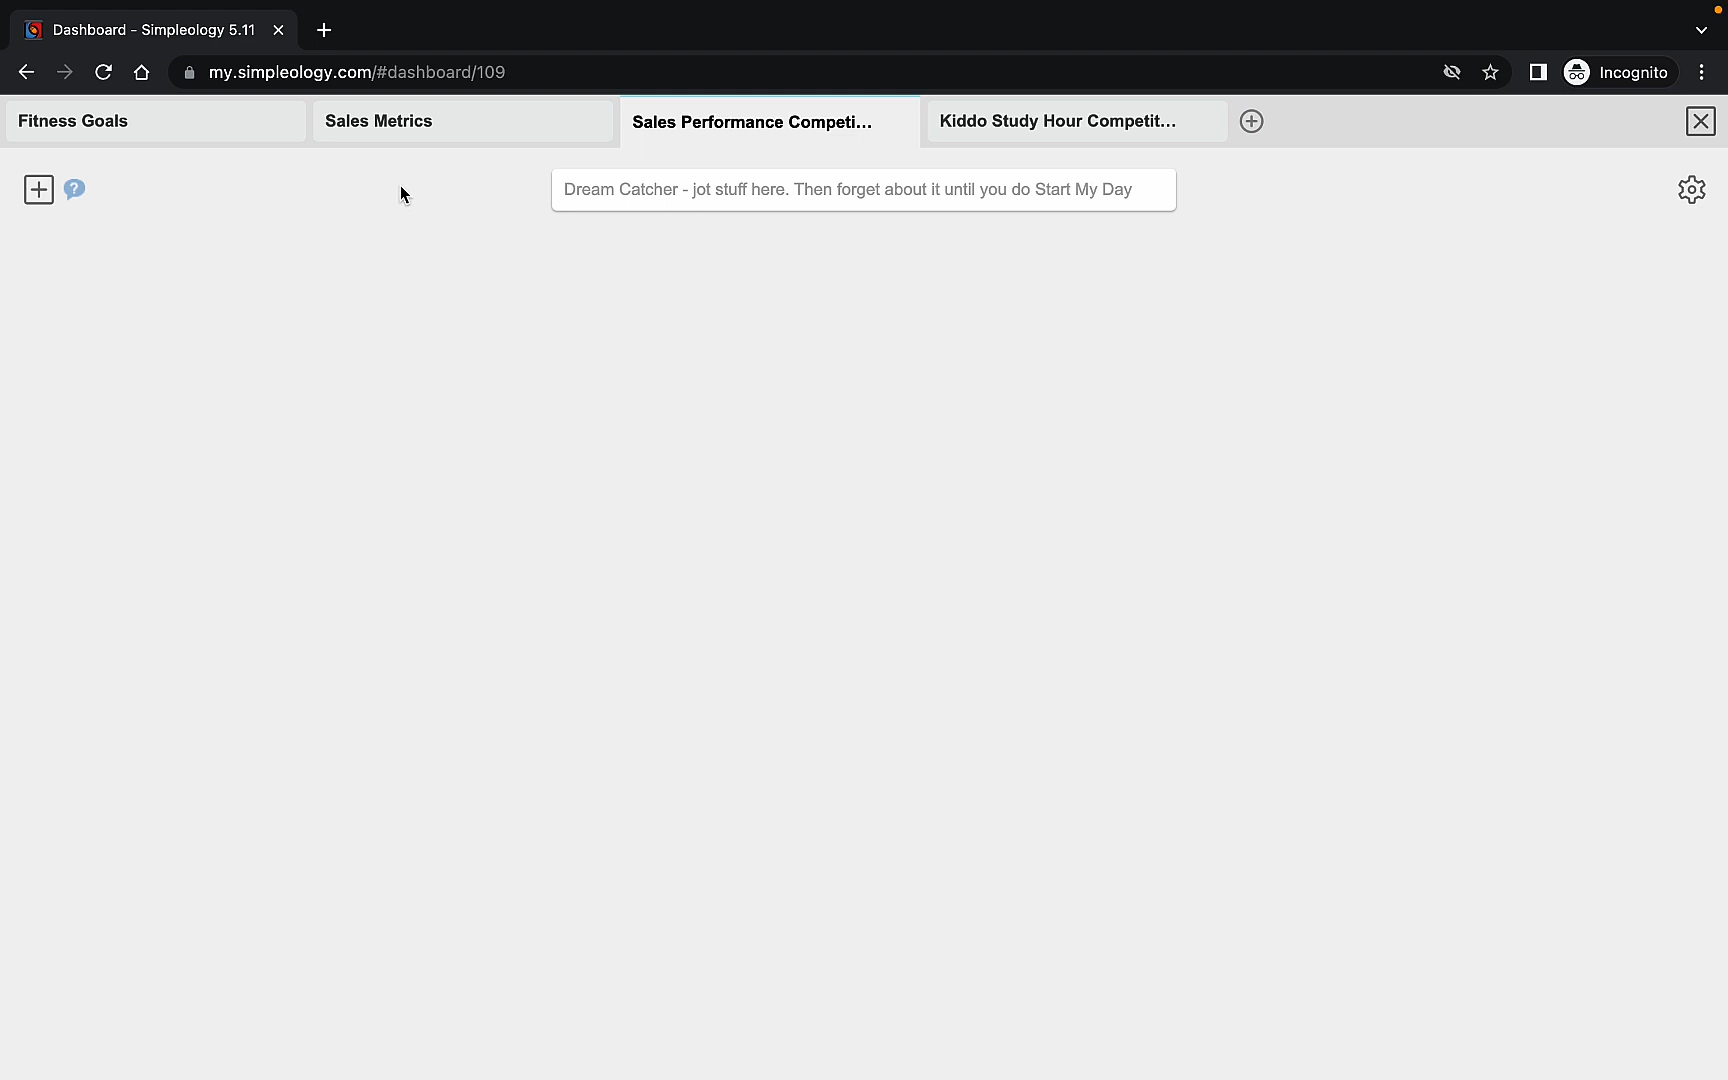 Dashboard - Simpleology 5.11
my.simpleology.com/#dashboard/109
Incognito
Fitness Goals
Sales Metrics
Sales Performance Competi...
Kiddo Study Hour Competit...
Dream Catcher - jot stuff here. Then forget about it until you do Start My Day